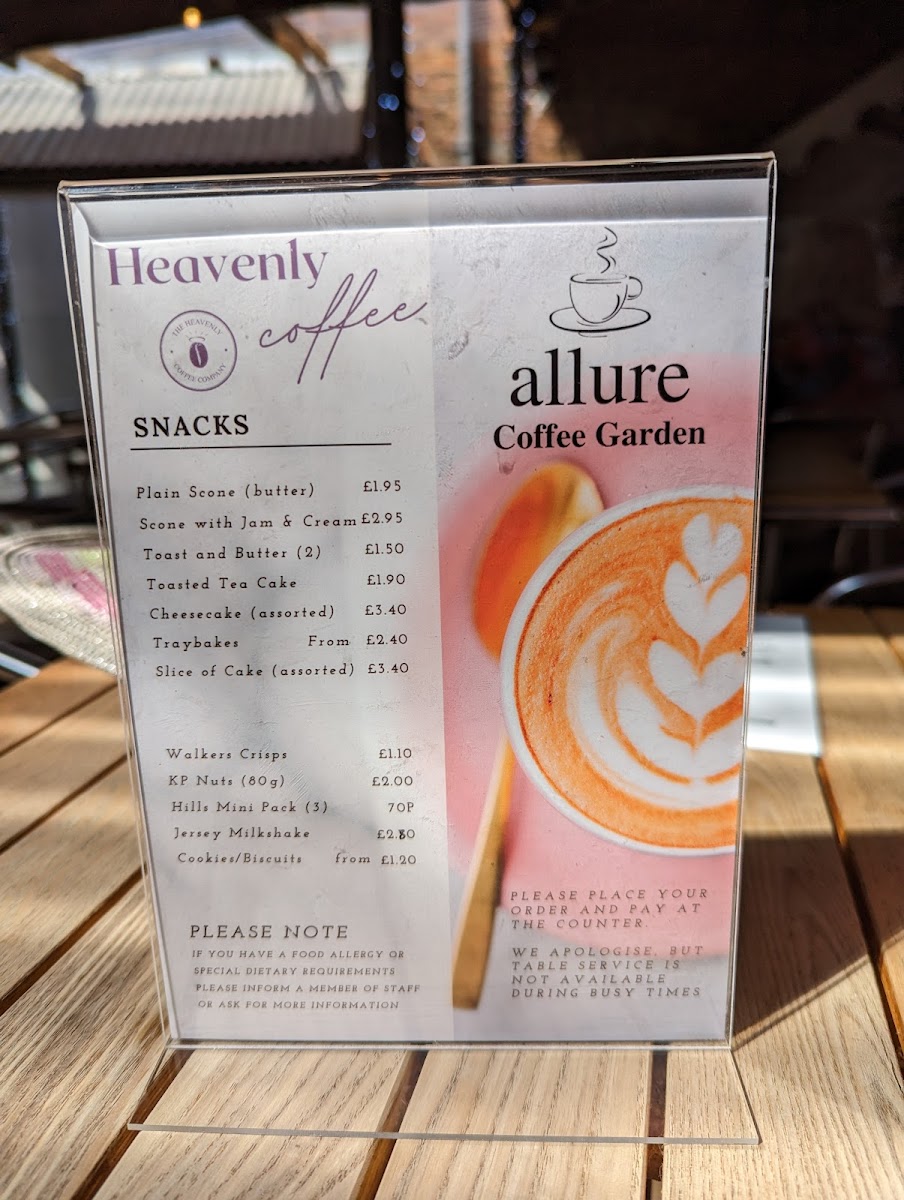 Heavenly
coffee
THE HEAVENLY
COFFEE COMPANY
SNACKS
Plain Scone (butter) £1.95
Scone with Jam & Cream £2.95
Toast and Butter (2) £1.50
Toasted Tea Cake £1.90
Cheesecake (assorted) £3.40
Traybakes From £2.40
Slice of Cake (assorted) £3.40
Walkers Crisps £1.10
KP Nuts (80g) £2.00
Hills Mini Pack (3) 70P
Jersey Milkshake
Cookies/Biscuits from £1.20
PLEASE NOTE
IF YOU HAVE A FOOD ALLERGY OR
SPECIAL DIETARY REQUIREMENTS
PLEASE INFORM A MEMBER OF STAFF
OR ASK FOR MORE INFORMATION
allure
Coffee Garden
PLEASE PLACE YOUR
ORDER AND PAY AT
THE COUNTER.
WE APOLOGISE, BUT
TABLE SERVICE IS
NOT AVAILABLE
DURING BUSY TIMES